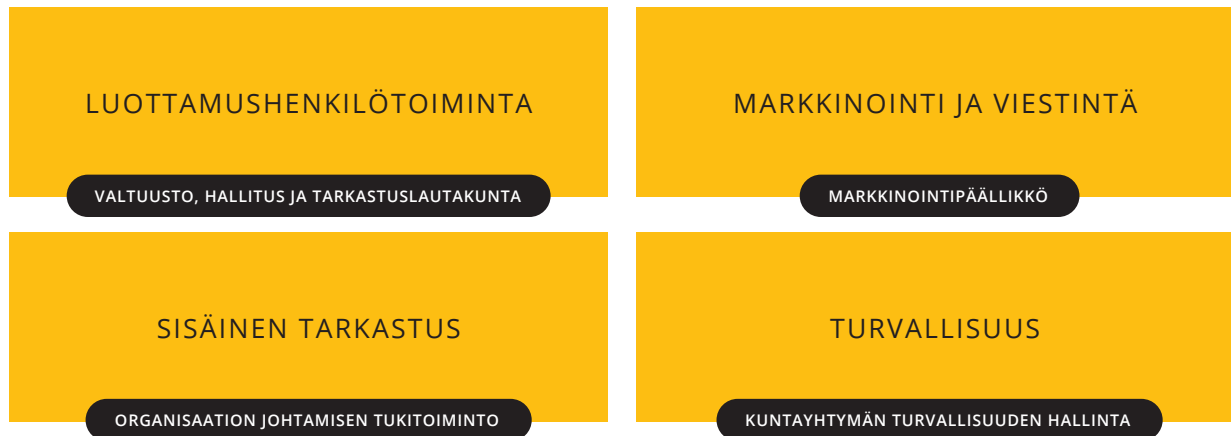 LUOTTAMUSHENKILÖTOIMINTA
VALTUUSTO, HALLITUS JA TARKASTUSLAUTAKUNTA
MARKKINOINTI JA VIESTINTÄ
MARKKINOINTIPÄÄLLIKKÖ
SISÄINEN TARKASTUS
ORGANISAATION JOHTAMISEN TUKITOIMINTO
TURVALLISUUS
KUNTAYHTYMÄN TURVALLISUUDEN HALLINTA